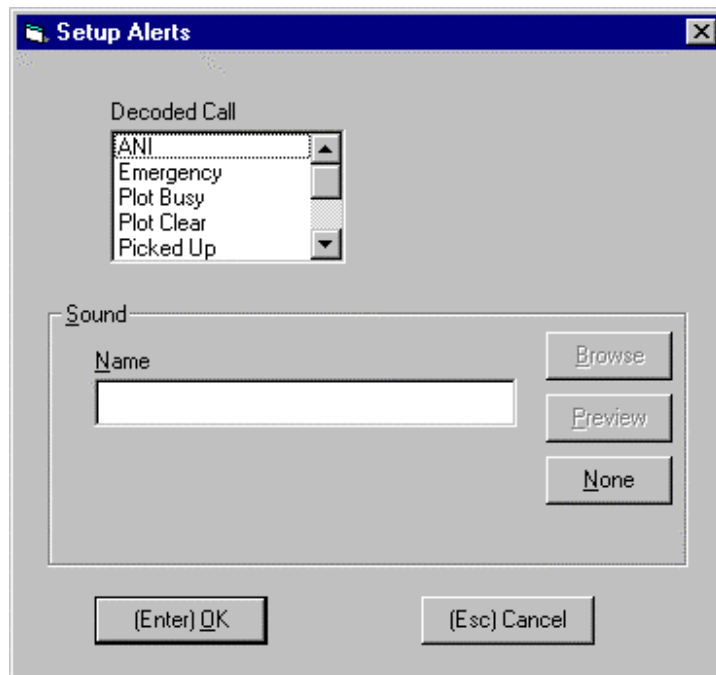 Setup Alerts
Decoded Call
ANI
Emergency
Plot Busy
Plot Clear
Picked Up
Sound
Name
Browse
Preview
None
(Enter) OK
(Esc) Cancel